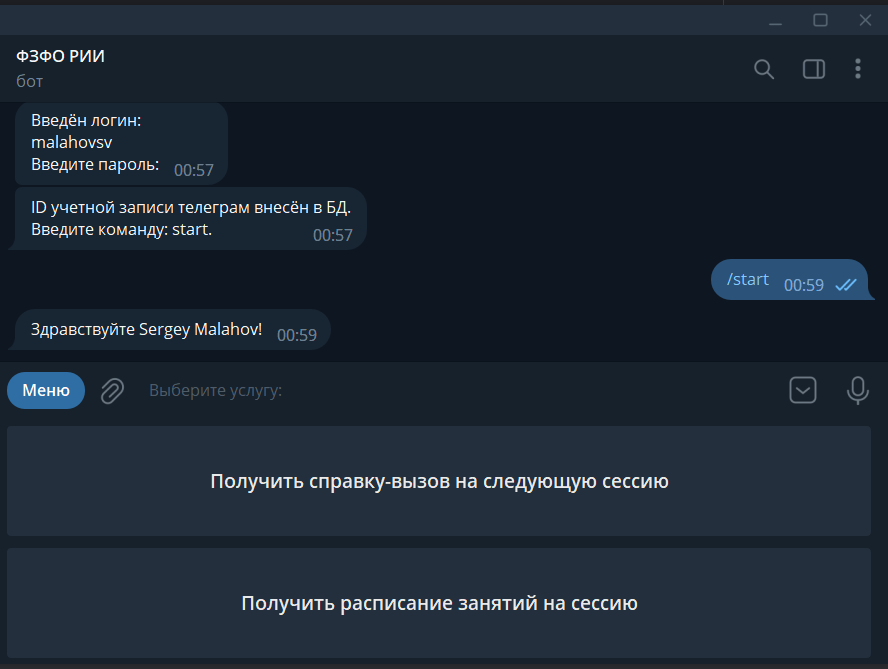 ФЗФО РИИ
бот
Введён логин:
malahovsv
Введите пароль: 00:57
ID учетной записи телеграм внесён в БД.
Введите команду: start. 00:57
/start 00:59
Здравствуйте Sergey Malahov! 00:59
Меню Выберите услугу:
Получить справку-вызов на следующую сессию
Получить расписание занятий на сессию